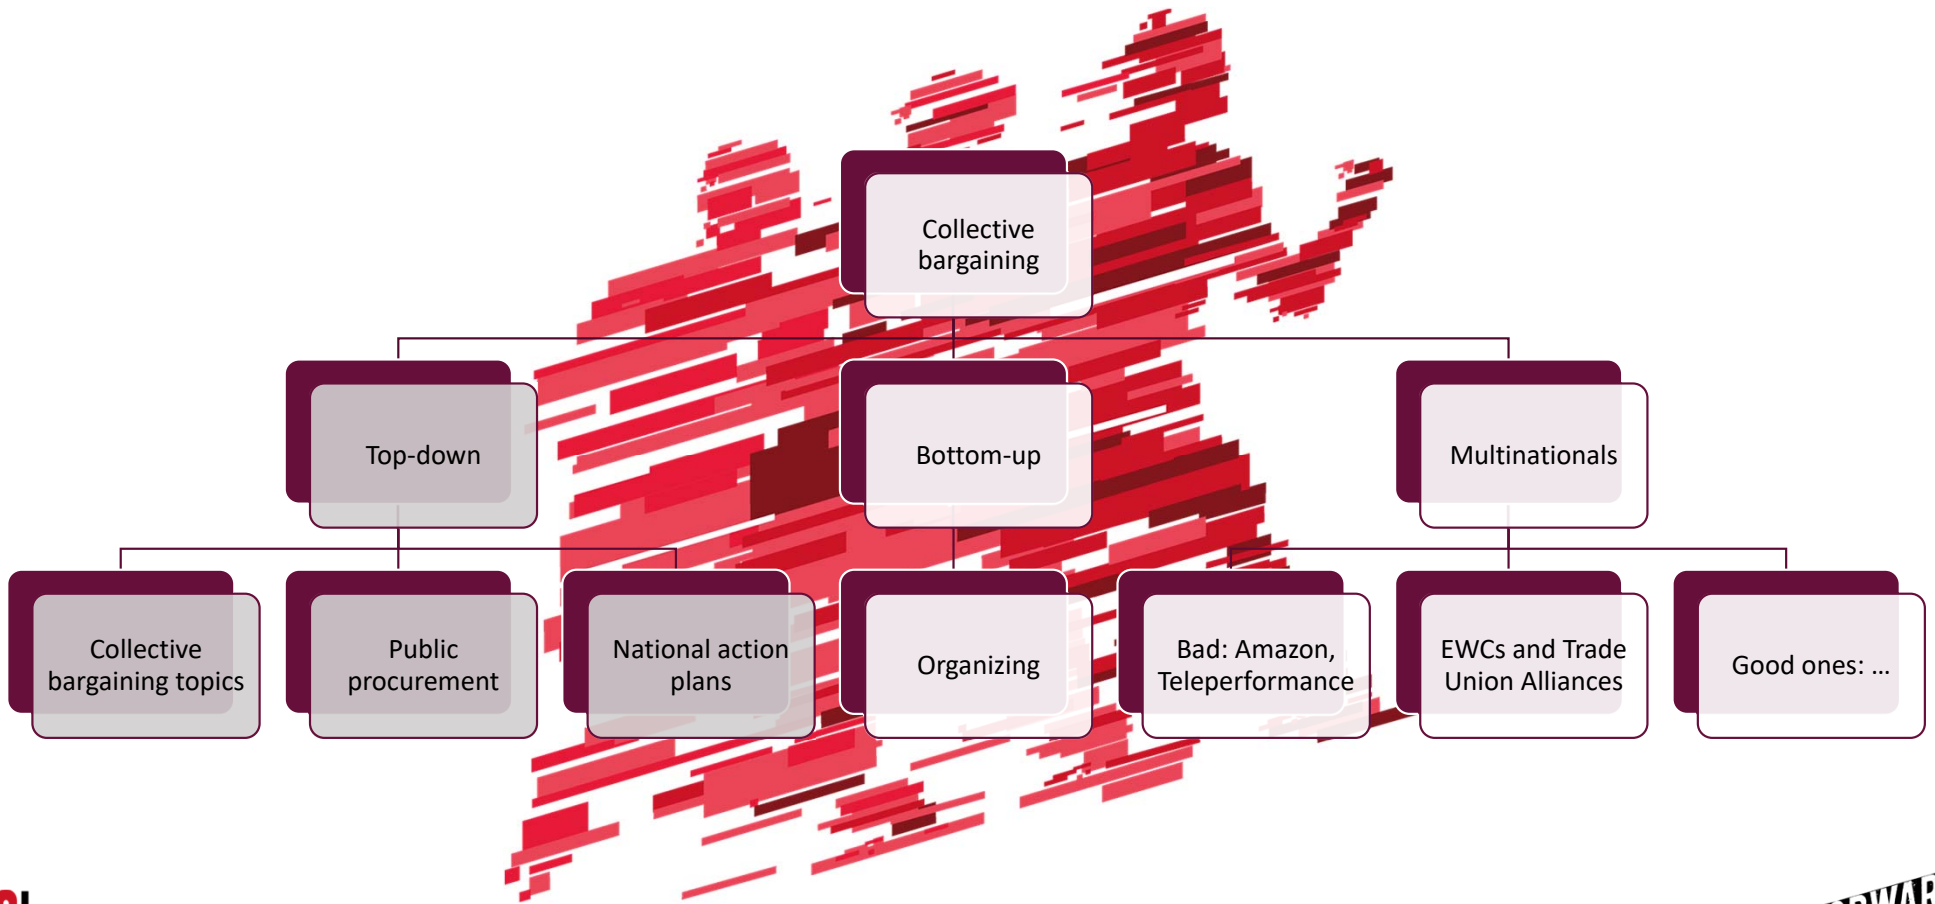 Collective
bargaining
Top-down
Bottom-up
Multinationals
Collective
bargaining topics
Public
procurement
National action
plans
Organizing
Bad: Amazon,
Teleperformance
EWCs and Trade
Union Alliances
Good ones: ...